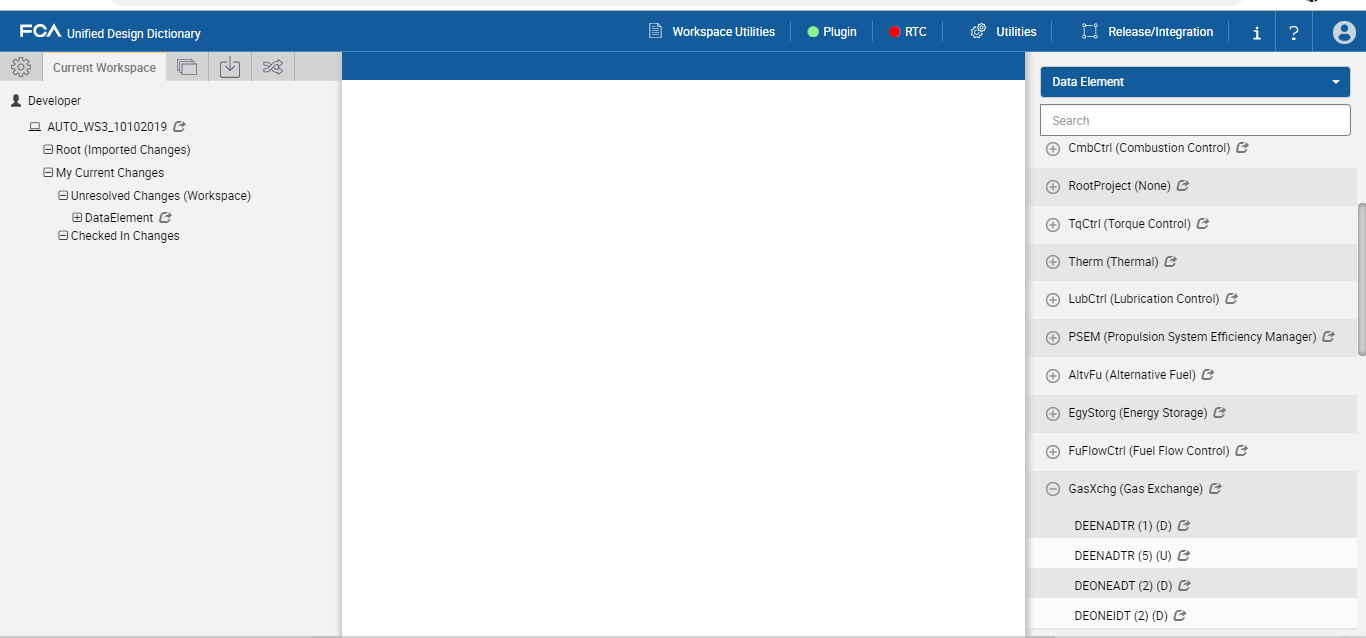 FCA Unified Design Dictionary
Workspace Utilities
Plugin
RTC
Utilities
Release/Integration
i
?
Current Workspace
Developer
AUTO_WS3_10102019
Root (Imported Changes)
My Current Changes
Unresolved Changes (Workspace)
DataElement
Checked In Changes
Data Element
Search
CmbCtrl (Combustion Control)
RootProject (None)
TqCtrl (Torque Control)
Therm (Thermal)
LubCtrl (Lubrication Control)
PSEM (Propulsion System Efficiency Manager)
AltvFu (Alternative Fuel)
EgyStorg (Energy Storage)
FuFlowCtrl (Fuel Flow Control)
GasXchg (Gas Exchange)
DEENADTR (1) (D)
DEENADTR (5) (U)
DEONEADT (2) (D)
DEONEIDT (2) (D)